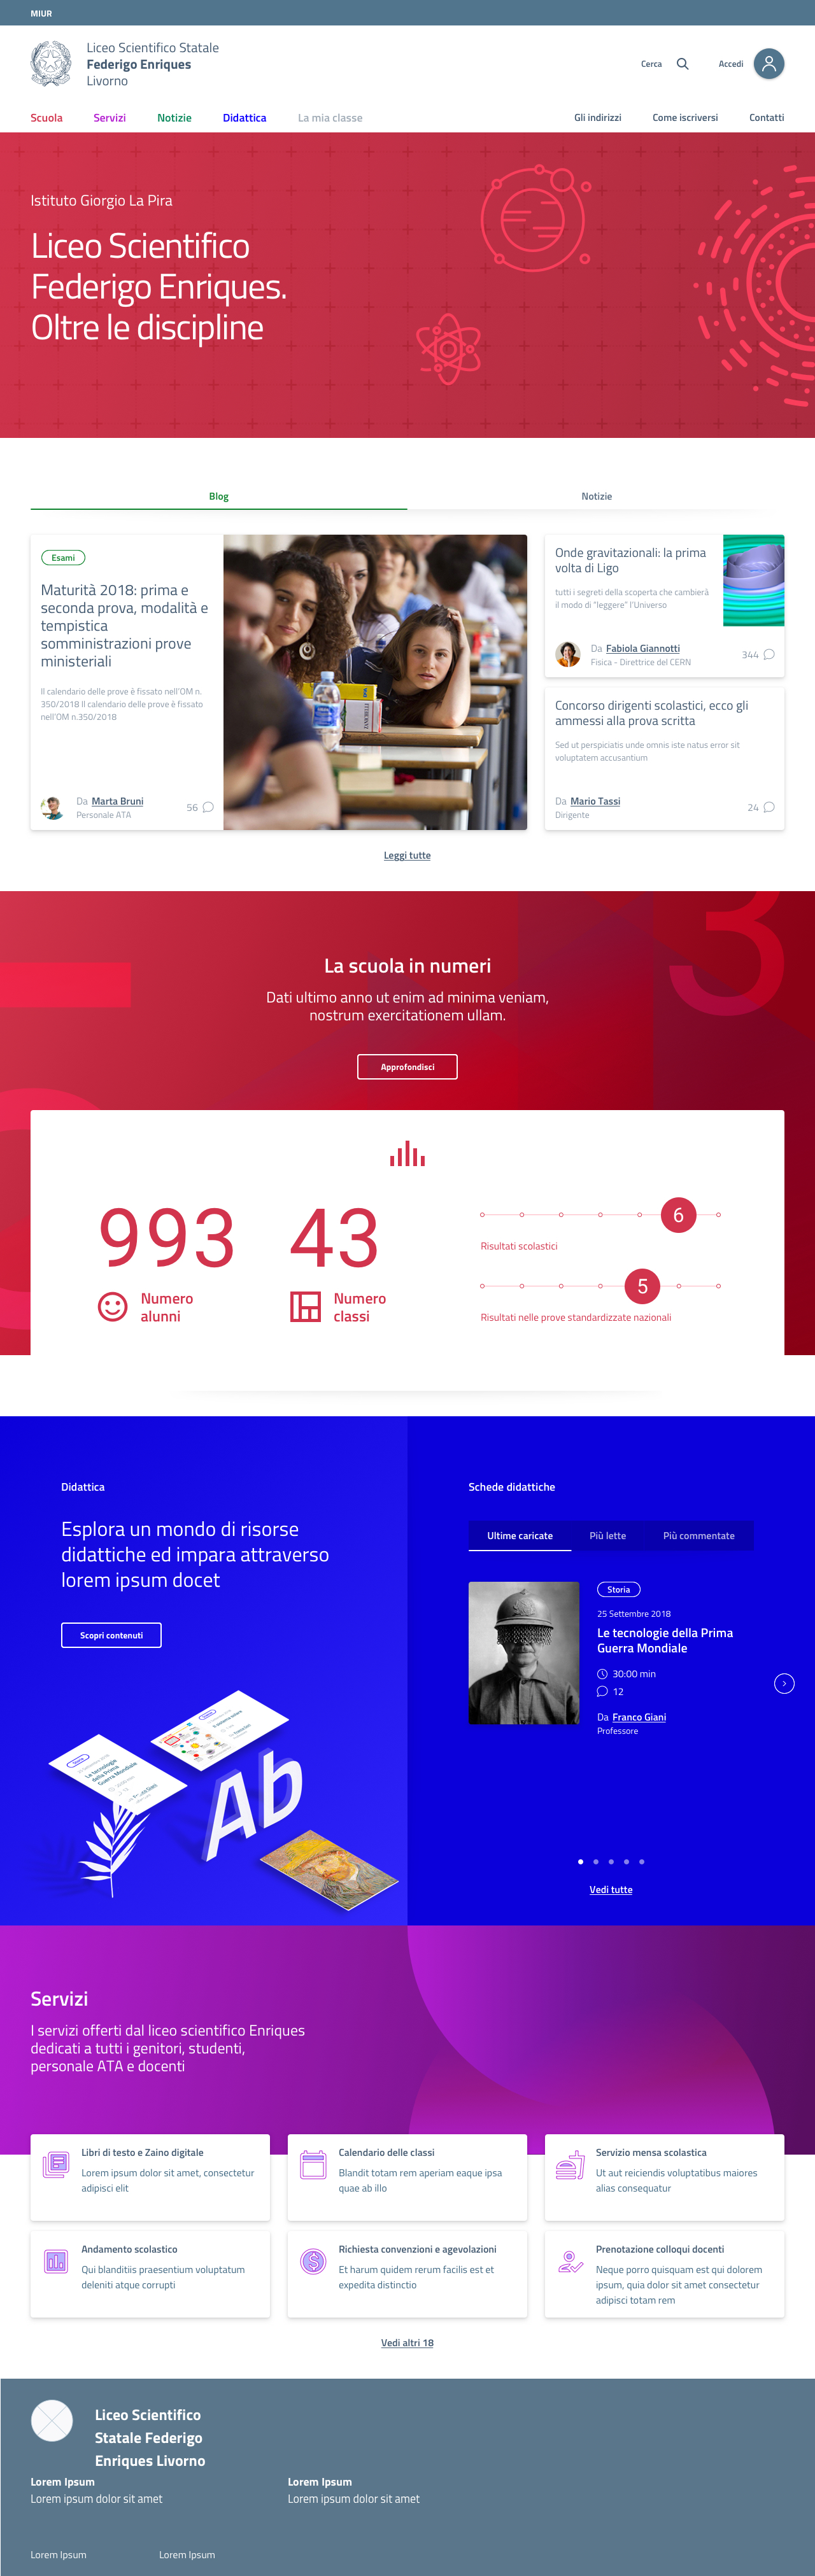 MIUR
Liceo Scientifico Statale
Federigo Enriques
Livorno
Cerca
Accedi
Scuola
Servizi
Notizie
Didattica
La mia classe
Gli indirizzi
Come iscriversi
Contatti
Istituto Giorgio La Pira
Liceo Scientifico
Federigo Enriques.
Oltre le discipline
Blog
Notizie
Esami
Maturità 2018: prima e
seconda prova, modalità e
tempistica
somministrazioni prove
ministeriali
Il calendario delle prove è fissato nell'OM n.
350/2018 Il calendario delle prove è fissato
nell'OM n.350/2018
Da Marta Bruni
Personale ATA
56
ZANICHELLI
Onde gravitazionali: la prima
volta di Ligo
tutti i segreti della scoperta che cambierà
il modo di "leggere" l'Universo
Da Fabiola Giannotti
Fisica - Direttrice del CERN
344
Concorso dirigenti scolastici, ecco gli
ammessi alla prova scritta
Sed ut perspiciatis unde omnis iste natus error sit
voluptatem accusantium
Da Mario Tassi
Dirigente
24
Leggi tutte
3
La scuola in numeri
Dati ultimo anno ut enim ad minima veniam,
nostrum exercitationem ullam.
Approfondisci
993
Numero
alunni
43
Numero
classi
6
Risultati scolastici
5
Risultati nelle prove standardizzate nazionali
Didattica
Esplora un mondo di risorse
didattiche ed impara attraverso
lorem ipsum docet
Scopri contenuti
Le tecnologie
della Prima
Guerra Mondiale
Ab
Schede didattiche
Ultime caricate
Più lette
Più commentate
Storia
25 Settembre 2018
Le tecnologie della Prima
Guerra Mondiale
30:00 min
12
Da Franco Giani
Professore
Vedi tutte
Servizi
I servizi offerti dal liceo scientifico Enriques
dedicati a tutti i genitori, studenti,
personale ATA e docenti
Libri di testo e Zaino digitale
Lorem ipsum dolor sit amet, consectetur
adipisci elit
Calendario delle classi
Blandit totam rem aperiam eaque ipsa
quae ab illo
Servizio mensa scolastica
Ut aut reiciendis voluptatibus maiores
alias consequatur
Andamento scolastico
Qui blanditiis praesentium voluptatum
deleniti atque corrupti
Richiesta convenzioni e agevolazioni
Et harum quidem rerum facilis est et
expedita distinctio
Prenotazione colloqui docenti
Neque porro quisquam est qui dolorem
ipsum, quia dolor sit amet consectetur
adipisci totam rem
Vedi altri 18
Liceo Scientifico
Statale Federigo
Enriques Livorno
Lorem Ipsum
Lorem ipsum dolor sit amet
Lorem Ipsum
Lorem ipsum dolor sit amet
Lorem Ipsum
Lorem Ipsum